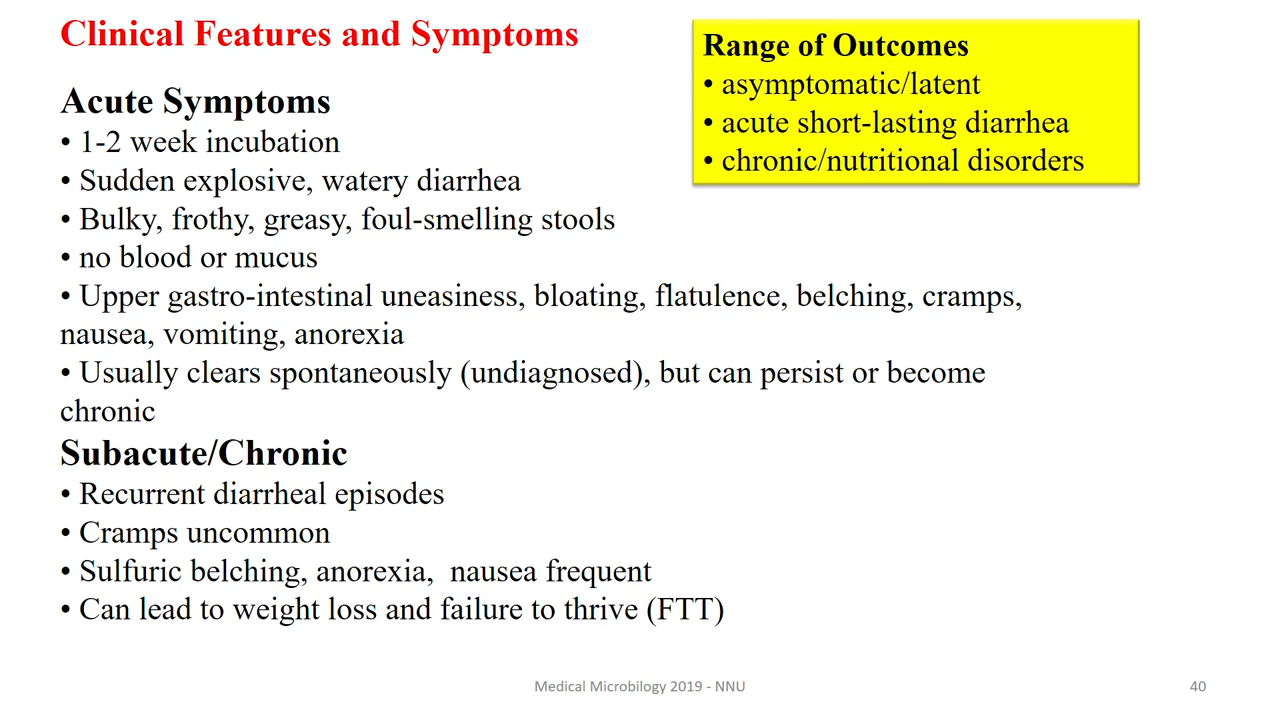 Clinical Features and Symptoms
Range of Outcomes
• asymptomatic/latent
• acute short-lasting diarrhea
• chronic/nutritional disorders
Acute Symptoms
• 1-2 week incubation
• Sudden explosive, watery diarrhea
• Bulky, frothy, greasy, foul-smelling stools
• no blood or mucus
• Upper gastro-intestinal uneasiness, bloating, flatulence, belching, cramps,
nausea, vomiting, anorexia
• Usually clears spontaneously (undiagnosed), but can persist or become
chronic
Subacute/Chronic
• Recurrent diarrheal episodes
• Cramps uncommon
• Sulfuric belching, anorexia,  nausea frequent
• Can lead to weight loss and failure to thrive (FTT)
Medical Microbilogy 2019 - NNU
40